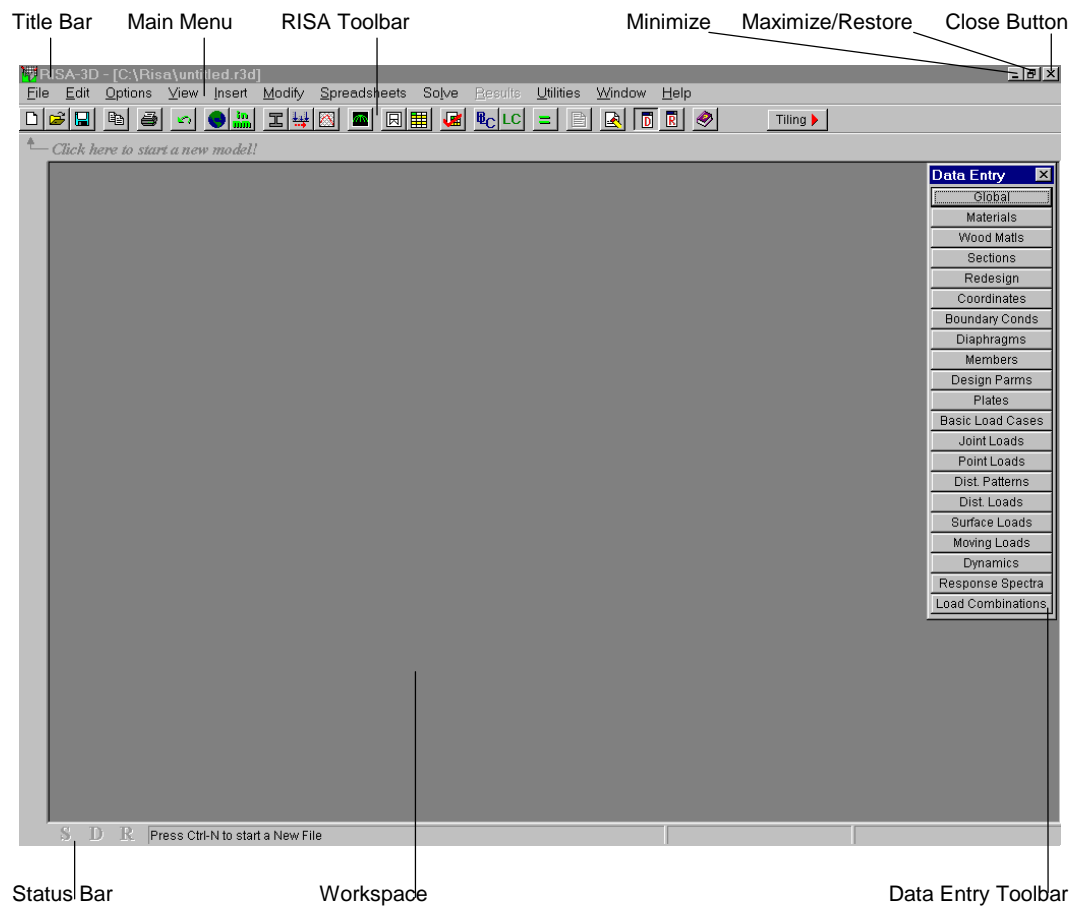 Title Bar Main Menu RISA Toolbar Minimize Maximize/Restore Close Button
RISA-3D - [C:\Risa\untitled.r3d]
File Edit Options View Insert Modify Spreadsheets Solve Results Utilities Window Help
in BC LC D R Tiling
Click here to start a new model!
Data Entry
Global
Materials
Wood Matls
Sections
Redesign
Coordinates
Boundary Conds
Diaphragms
Members
Design Parms
Plates
Basic Load Cases
Joint Loads
Point Loads
Dist. Patterns
Dist. Loads
Surface Loads
Moving Loads
Dynamics
Response Spectra
Load Combinations
S D R Press Ctrl-N to start a New File
Status Bar Workspace Data Entry Toolbar